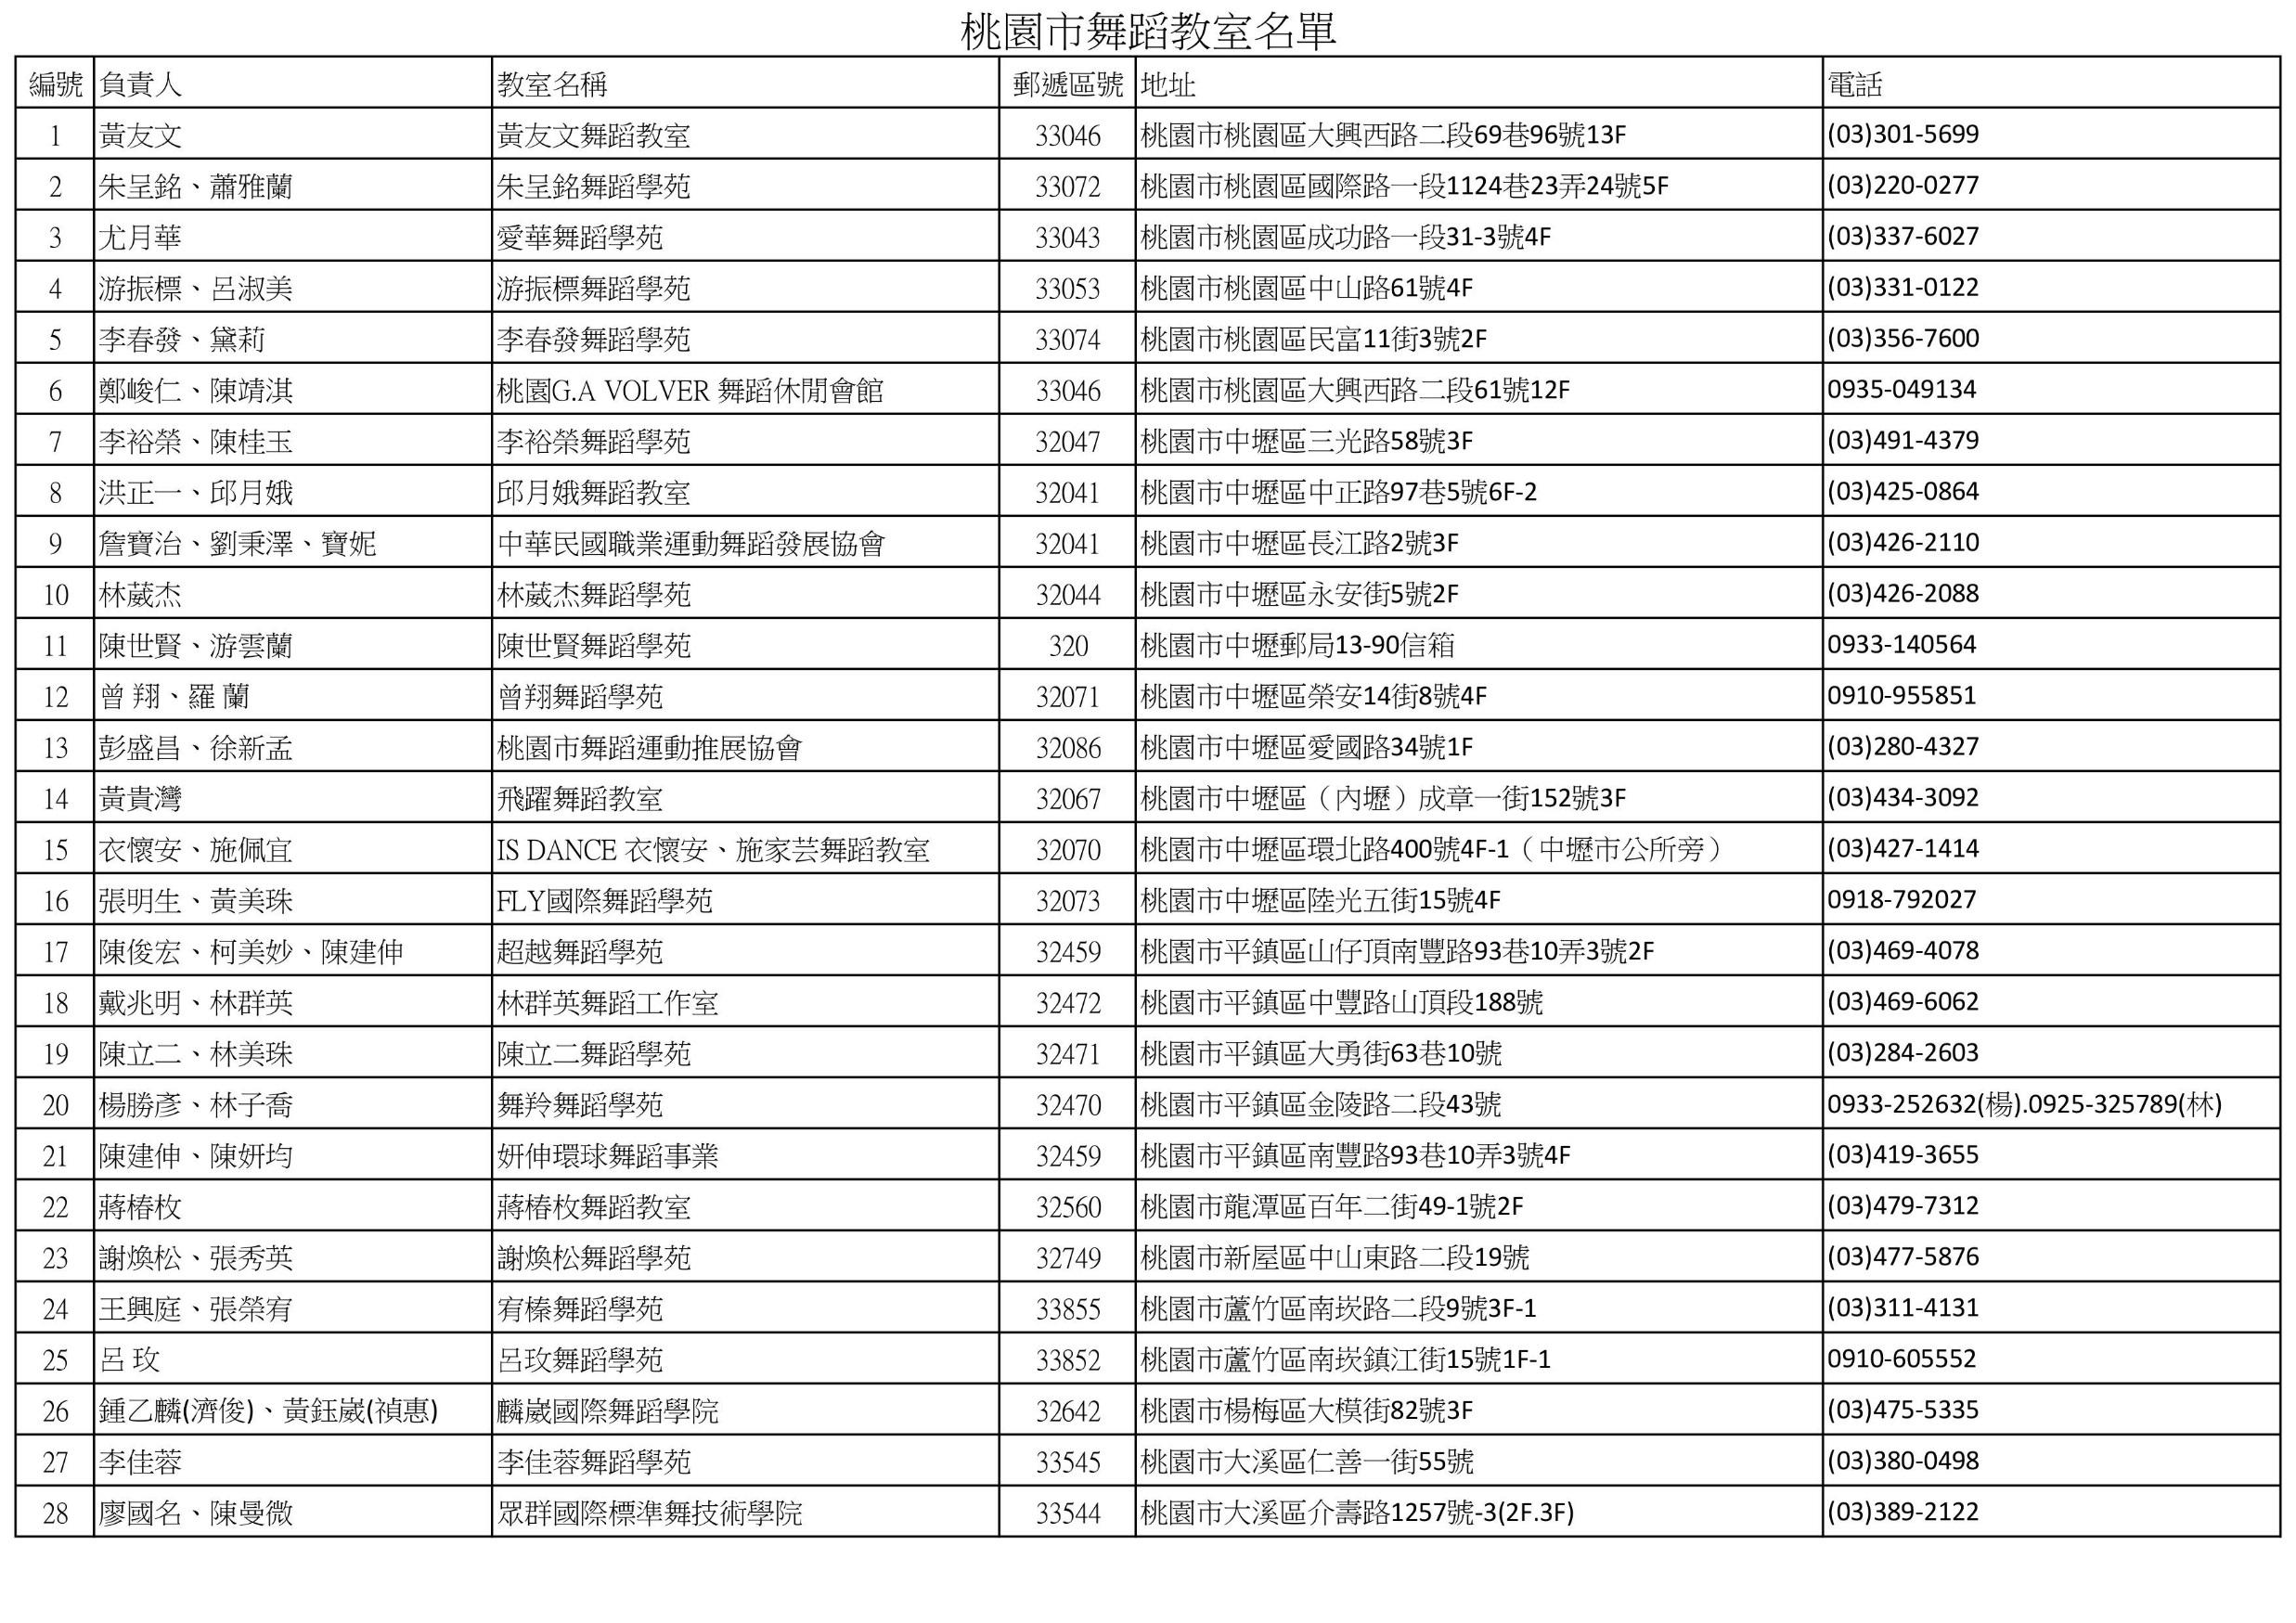 桃園市舞蹈教室名單
編號 負責人 教室名稱 郵遞區號 地址 電話
1 黃友文 黃友文舞蹈教室 33046 桃園市桃園區大興西路二段69巷96號13F (03)301-5699
2 朱呈銘、蕭雅蘭 朱呈銘舞蹈學苑 33072 桃園市桃園區國際路一段1124巷23弄24號5F (03)220-0277
3 尤月華 愛華舞蹈學苑 33043 桃園市桃園區成功路一段31-3號4F (03)337-6027
4 游振標、呂淑美 游振標舞蹈學苑 33053 桃園市桃園區中山路61號4F (03)331-0122
5 李春發、黛莉 李春發舞蹈學苑 33074 桃園市桃園區民富11街3號2F (03)356-7600
6 鄭峻仁、陳靖淇 桃園G.A VOLVER 舞蹈休閒會館 33046 桃園市桃園區大興西路二段61號12F 0935-049134
7 李裕榮、陳桂玉 李裕榮舞蹈學苑 32047 桃園市中壢區三光路58號3F (03)491-4379
8 洪正一、邱月娥 邱月娥舞蹈教室 32041 桃園市中壢區中正路97巷5號6F-2 (03)425-0864
9 詹寶治、劉秉澤、寶妮 中華民國職業運動舞蹈發展協會 32041 桃園市中壢區長江路2號3F (03)426-2110
10 林葳杰 林葳杰舞蹈學苑 32044 桃園市中壢區永安街5號2F (03)426-2088
11 陳世賢、游雲蘭 陳世賢舞蹈學苑 320 桃園市中壢郵局13-90信箱 0933-140564
12 曾 翔、羅 蘭 曾翔舞蹈學苑 32071 桃園市中壢區榮安14街8號4F 0910-955851
13 彭盛昌、徐新孟 桃園市舞蹈運動推展協會 32086 桃園市中壢區愛國路34號1F (03)280-4327
14 黃貴灣 飛躍舞蹈教室 32067 桃園市中壢區（內壢）成章一街152號3F (03)434-3092
15 衣懷安、施佩宜 IS DANCE 衣懷安、施家芸舞蹈教室 32070 桃園市中壢區環北路400號4F-1（中壢市公所旁） (03)427-1414
16 張明生、黃美珠 FLY國際舞蹈學苑 32073 桃園市中壢區陸光五街15號4F 0918-792027
17 陳俊宏、柯美妙、陳建伸 超越舞蹈學苑 32459 桃園市平鎮區山仔頂南豐路93巷10弄3號2F (03)469-4078
18 戴兆明、林群英 林群英舞蹈工作室 32472 桃園市平鎮區中豐路山頂段188號 (03)469-6062
19 陳立二、林美珠 陳立二舞蹈學苑 32471 桃園市平鎮區大勇街63巷10號 (03)284-2603
20 楊勝彥、林子喬 舞羚舞蹈學苑 32470 桃園市平鎮區金陵路二段43號 0933-252632(楊).0925-325789(林)
21 陳建伸、陳妍均 妍伸環球舞蹈事業 32459 桃園市平鎮區南豐路93巷10弄3號4F (03)419-3655
22 蔣椿枚 蔣椿枚舞蹈教室 32560 桃園市龍潭區百年二街49-1號2F (03)479-7312
23 謝煥松、張秀英 謝煥松舞蹈學苑 32749 桃園市新屋區中山東路二段19號 (03)477-5876
24 王興庭、張榮宥 宥榛舞蹈學苑 33855 桃園市蘆竹區南崁路二段9號3F-1 (03)311-4131
25 呂 玫 呂玫舞蹈學苑 33852 桃園市蘆竹區南崁鎮江街15號1F-1 0910-605552
26 鍾乙麟(濟俊)、黃鈺崴(禎惠) 麟崴國際舞蹈學院 32642 桃園市楊梅區大模街82號3F (03)475-5335
27 李佳蓉 李佳蓉舞蹈學苑 33545 桃園市大溪區仁善一街55號 (03)380-0498
28 廖國名、陳曼微 眾群國際標準舞技術學院 33544 桃園市大溪區介壽路1257號-3(2F.3F) (03)389-2122